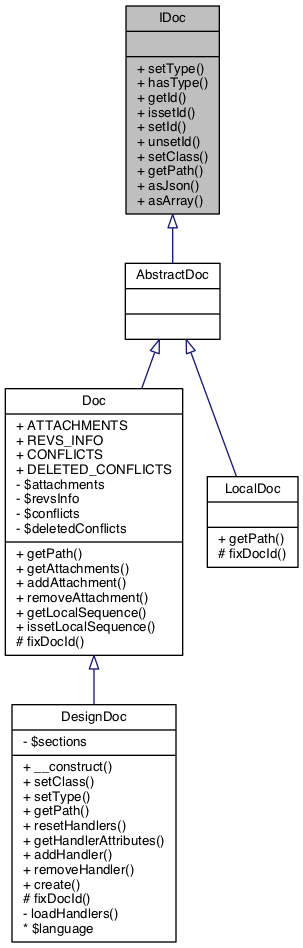 IDoc
+ setType()
+ hasType()
+ getId()
+ issetId()
+ setId()
+ unsetId()
+ setClass()
+ getPath()
+ asJson()
+ asArray()
AbstractDoc
Doc
+ ATTACHMENTS
+ REVS_INFO
+ CONFLICTS
+ DELETED_CONFLICTS
- $attachments
- $revsInfo
- $conflicts
- $deletedConflicts
+ getPath()
+ getAttachments()
+ addAttachment()
+ removeAttachment()
+ getLocalSequence()
+ issetLocalSequence()
# fixDocId()
LocalDoc
+ getPath()
# fixDocId()
DesignDoc
- $sections
+ __construct()
+ setClass()
+ setType()
+ getPath()
+ resetHandlers()
+ getHandlerAttributes()
+ addHandler()
+ removeHandler()
+ create()
# fixDocId()
- loadHandlers()
* $language